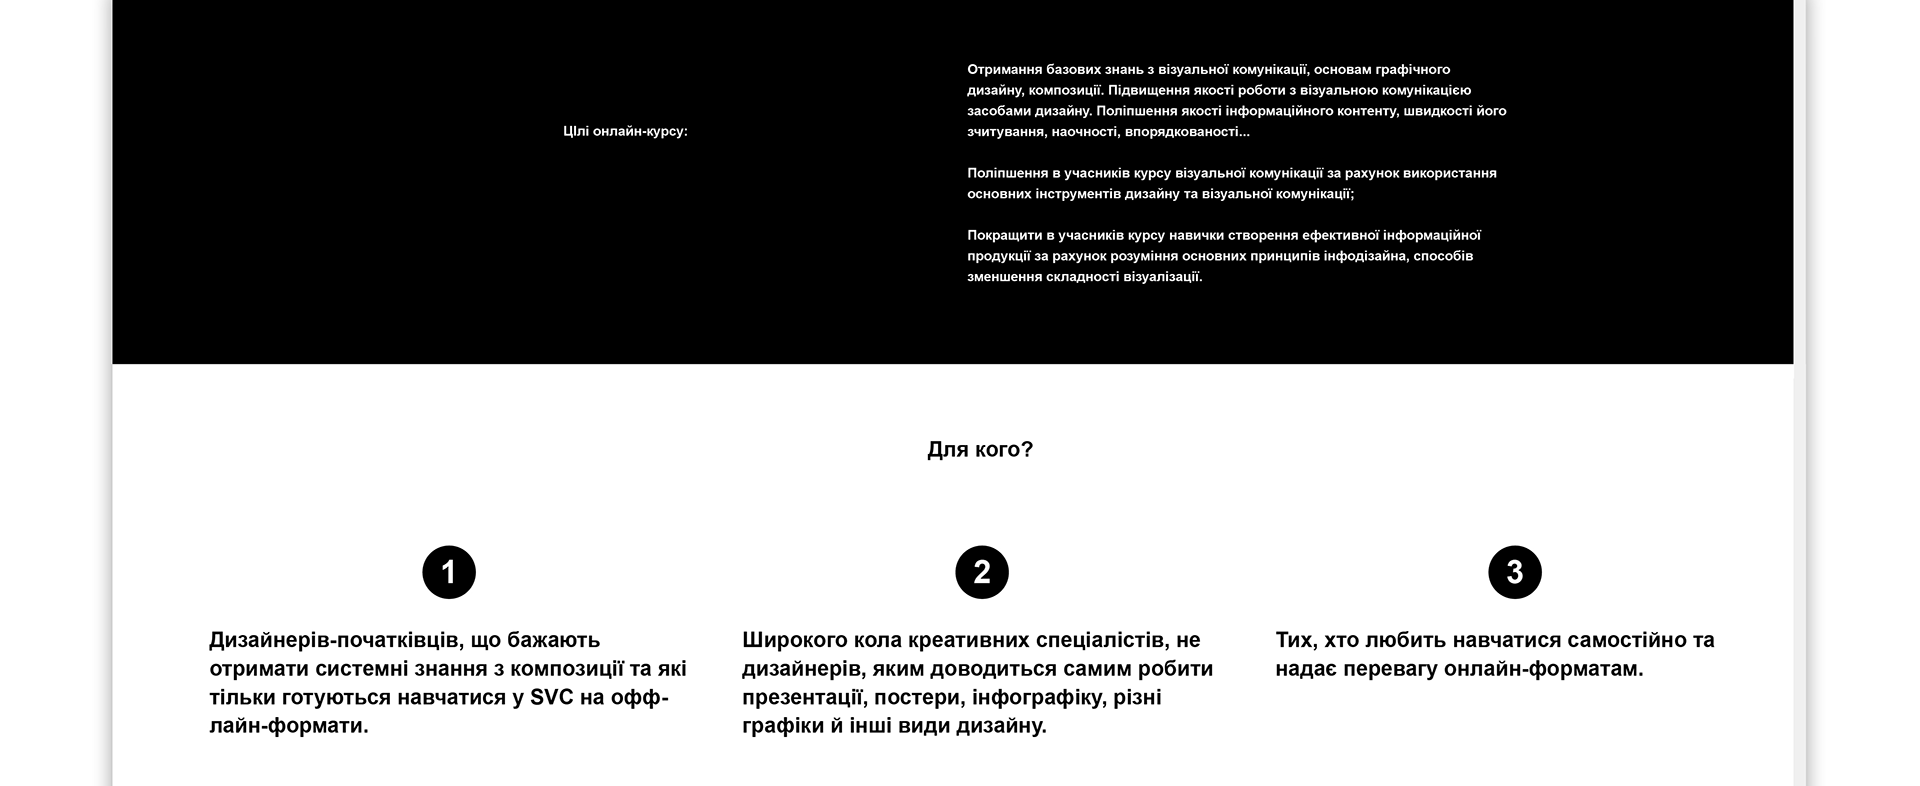 ЦІлі онлайн-курсу:
Отримання базових знань з візуальної комунікації, основам графічного
дизайну, композиції. Підвищення якості роботи з візуальною комунікацією
засобами дизайну. Поліпшення якості інформаційного контенту, швидкості його
зчитування, наочності, впорядкованості...
Поліпшення в учасників курсу візуальної комунікації за рахунок використання
основних інструментів дизайну та візуальної комунікації;
Покращити в учасників курсу навички створення ефективної інформаційної
продукції за рахунок розуміння основних принципів інфодізайна, способів
зменшення складності візуалізації.
Для кого?
1
Дизайнерів-початківців, що бажають
отримати системні знання з композиції та які
тільки готуються навчатися у SVC на офф-
лайн-формати.
2
Широкого кола креативних спеціалістів, не
дизайнерів, яким доводиться самим робити
презентації, постери, інфографіку, різні
графіки й інші види дизайну.
3
Тих, хто любить навчатися самостійно та
надає перевагу онлайн-форматам.